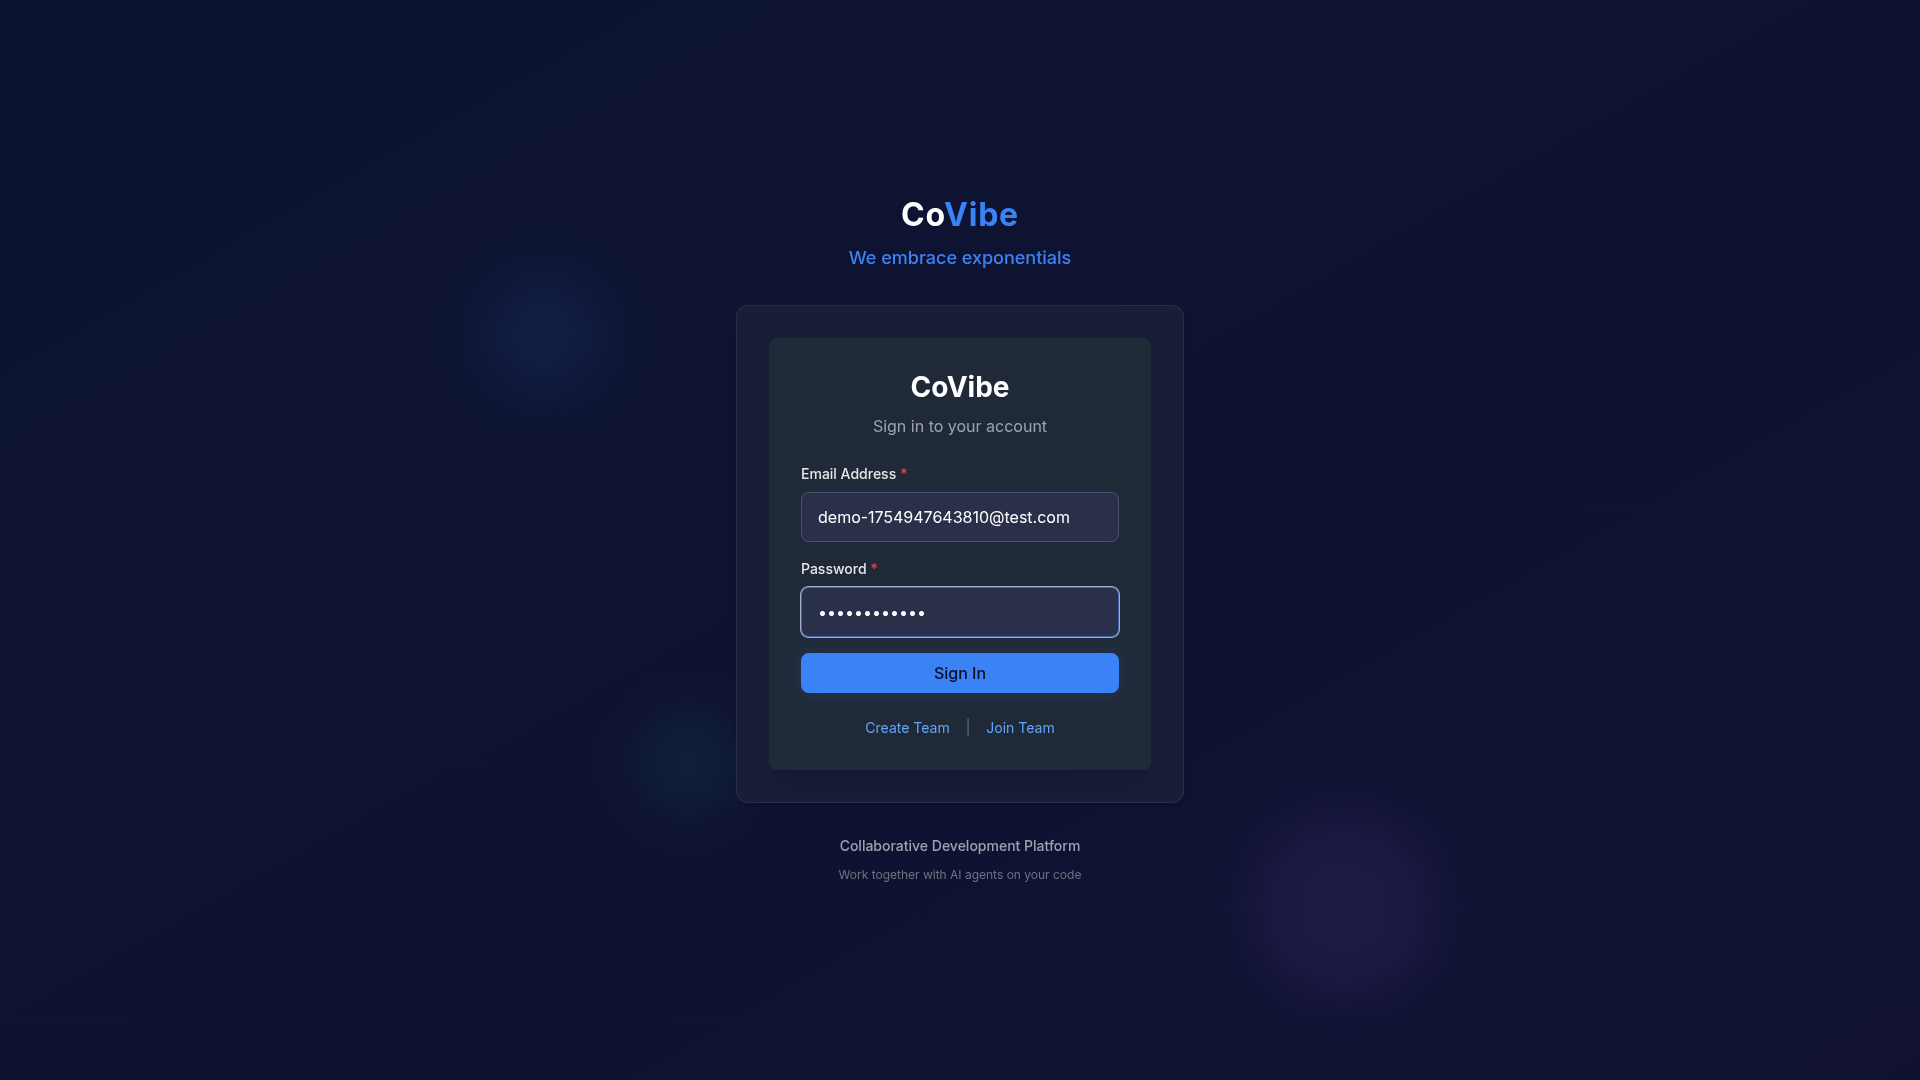 CoVibe
We embrace exponentials
CoVibe
Sign in to your account
Email Address *
demo-1754947643810@test.com
Password *
••••••••••••
Sign In
Create Team | Join Team
Collaborative Development Platform
Work together with AI agents on your code